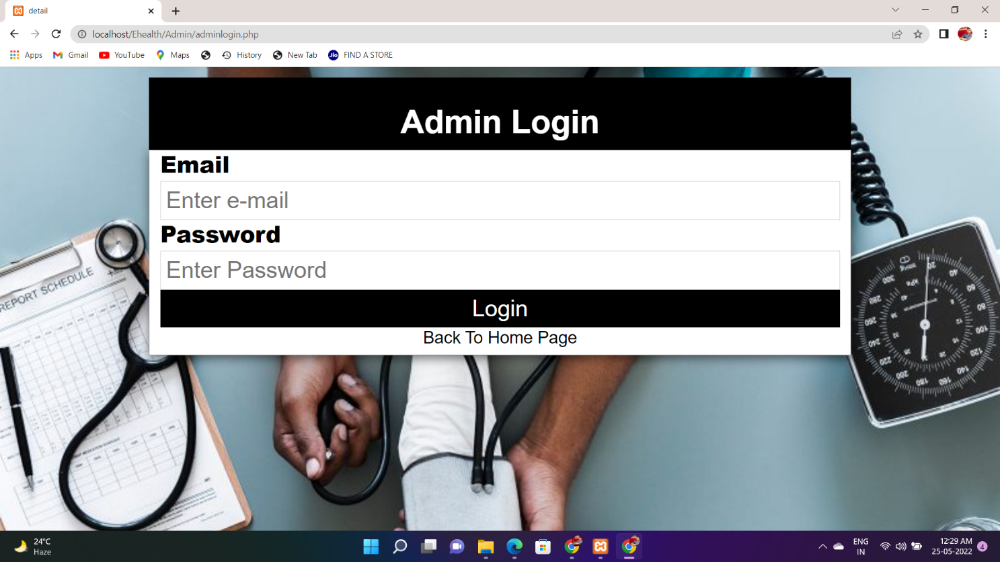 detail
localhost/Ehealth/Admin/adminlogin.php
Apps Gmail YouTube Maps History New Tab Jio FIND A STORE
Admin Login
Email
Enter e-mail
Password
Enter Password
Login
Back To Home Page
REPORT SCHEDULE
24°C
Haze
ENG
IN
12:29 AM
25-05-2022
4